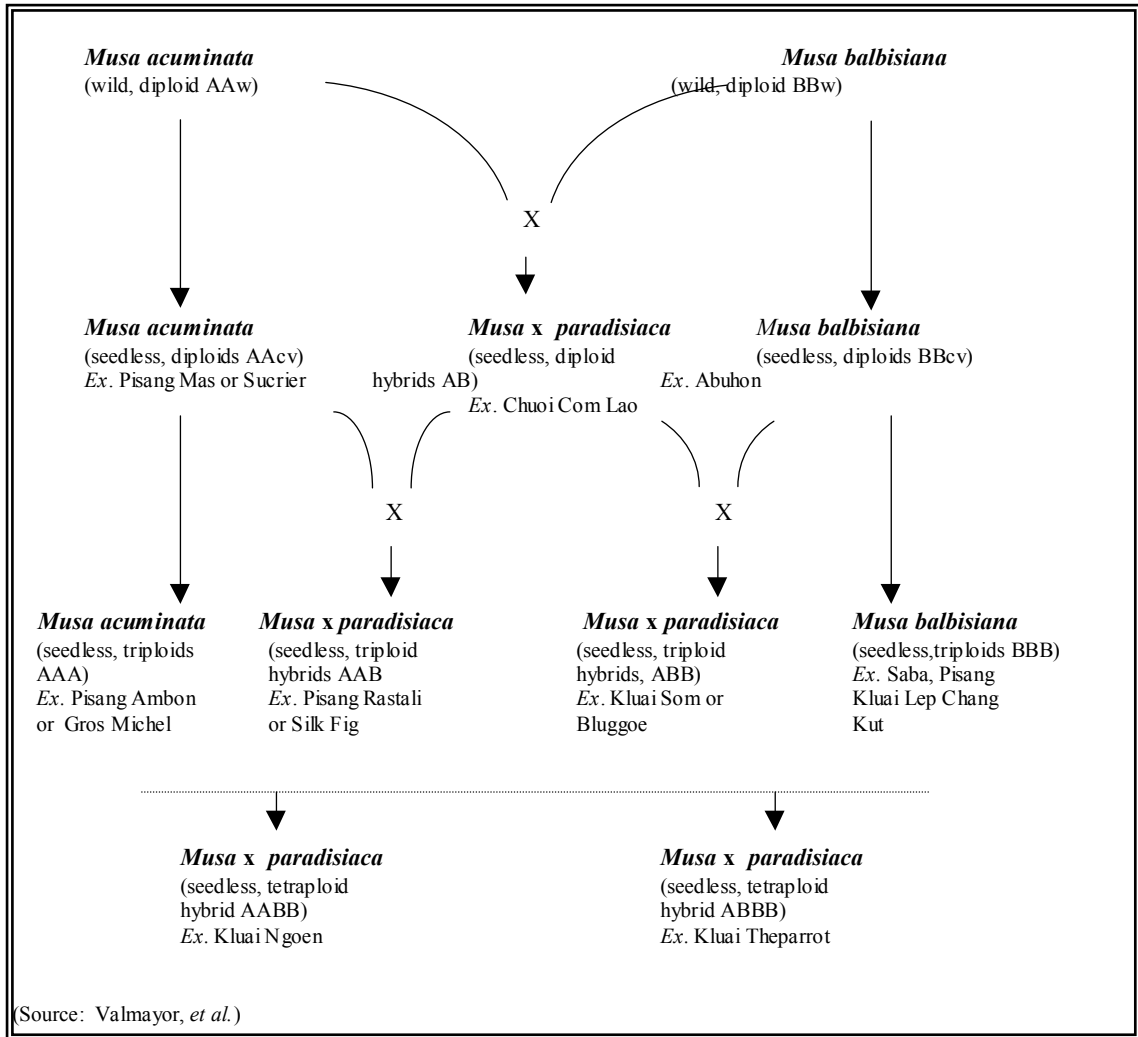 Musa acuminata
(wild, diploid AAw)
Musa balbisiana
(wild, diploid BBw)
X
Musa acuminata
(seedless, diploids AAcv)
Ex. Pisang Mas or Sucrier
Musa x paradisiaca
(seedless, diploid
hybrids AB)
Ex. Chuoi Com Lao
Musa balbisiana
(seedless, diploids BBcv)
Ex. Abuhon
X
X
Musa acuminata
(seedless, triploids
AAA)
Ex. Pisang Ambon
or Gros Michel
Musa x paradisiaca
(seedless, triploid
hybrids AAB
Ex. Pisang Rastali
or Silk Fig
Musa x paradisiaca
(seedless, triploid
hybrids, ABB)
Ex. Kluai Som or
Bluggoe
Musa balbisiana
(seedless,triploids BBB)
Ex. Saba, Pisang
Kluai Lep Chang
Kut
Musa x paradisiaca
(seedless, tetraploid
hybrid AABB)
Ex. Kluai Ngoen
Musa x paradisiaca
(seedless, tetraploid
hybrid ABBB)
Ex. Kluai Theparrot
(Source: Valmayor, et al.)